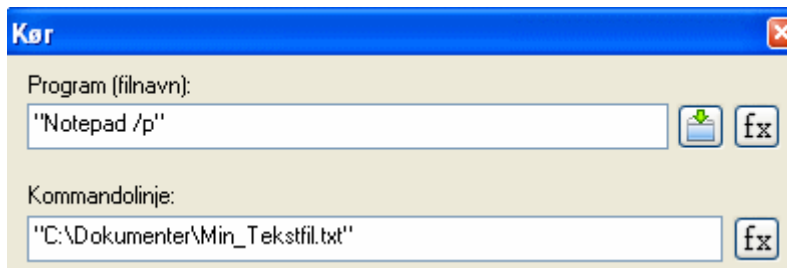 Kør
Program (filnavn):
"Notepad /p"
fx
Kommandolinje:
"C:\Dokumenter\Min_Tekstfil.txt"
fx